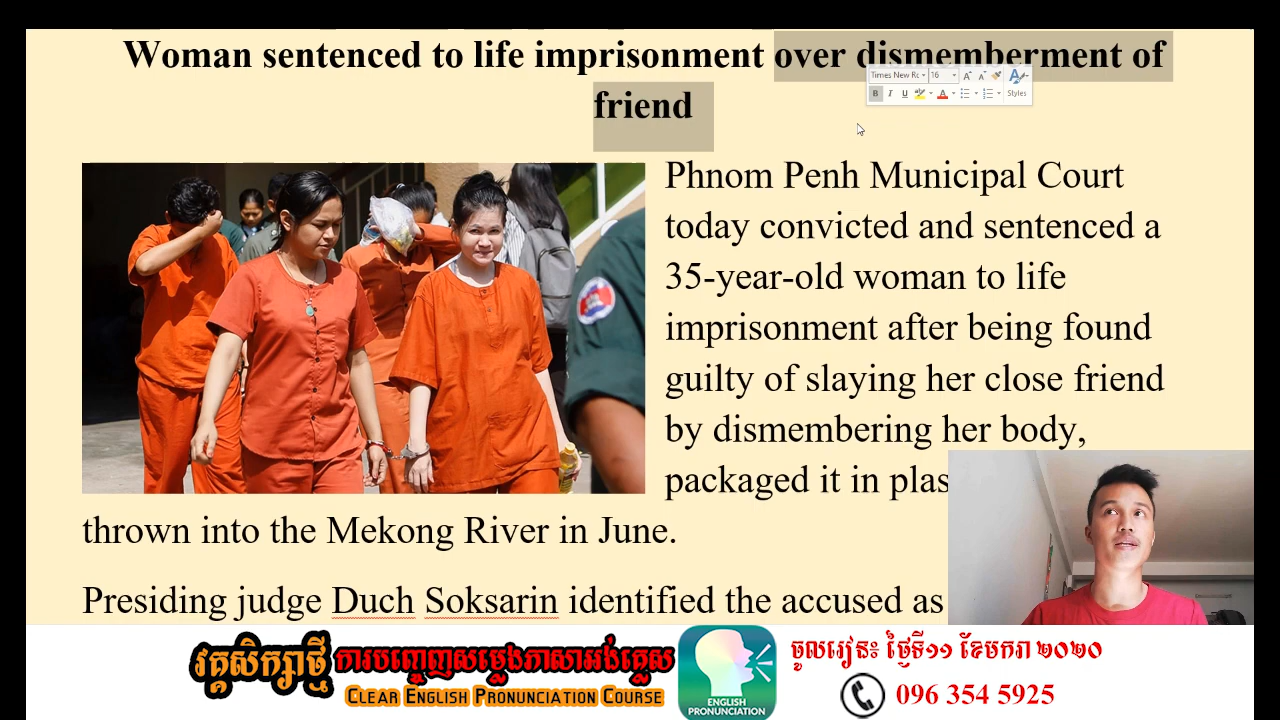 Woman sentenced to life imprisonment over dismemberment of
friend
Times New Rc 16
B I U Styles
Phnom Penh Municipal Court
today convicted and sentenced a
35-year-old woman to life
imprisonment after being found
guilty of slaying her close friend
by dismembering her body,
packaged it in plas
thrown into the Mekong River in June.
Presiding judge Duch Soksarin identified the accused as
វគ្គសិក្សាថ្មី ការបញ្ចេញសម្លេងភាសាអង់គ្លេស
CLEAR ENGLISH PRONUNCIATION COURSE
ENGLISH
PRONUNCIATION
ចូលរៀន៖ ថ្ងៃទី១១ ខែមករា ២០២០
096 354 5925